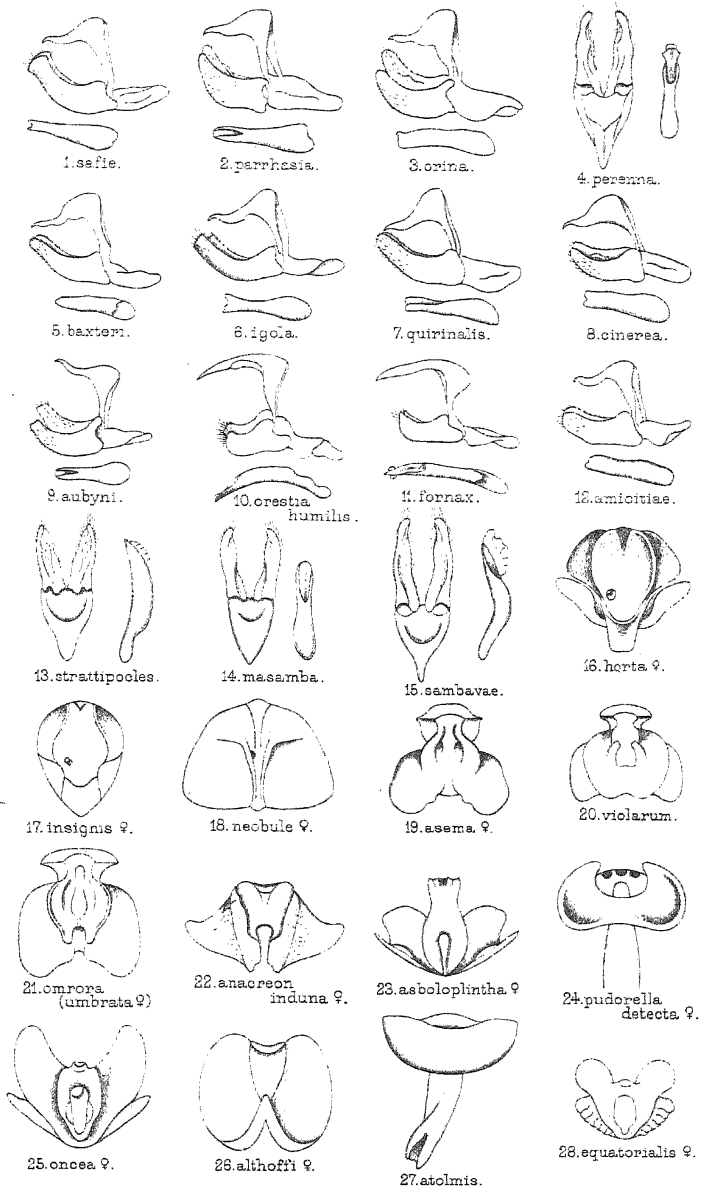 1.safie.
2.parrhasia.
3.orina.
4.perenna.
5.baxteri.
6.igola.
7.quirinalis.
8.cinerea.
9.aubyni.
10.orestia
humilis.
11.fornax.
12.amicitiae.
13.strattipocles.
14.masamba.
15.sambavae.
16.horta ♀.
17.insignis ♀.
18.neobule ♀.
19.asema ♀.
20.violarum.
21.omrora
(umbrata ♀)
22.anacreon
induna ♀.
23.asboloplintha ♀
24.pudorella
detecta ♀.
25.oncea ♀.
26.althoffi ♀.
27.atolmis.
28.equatorialis ♀.